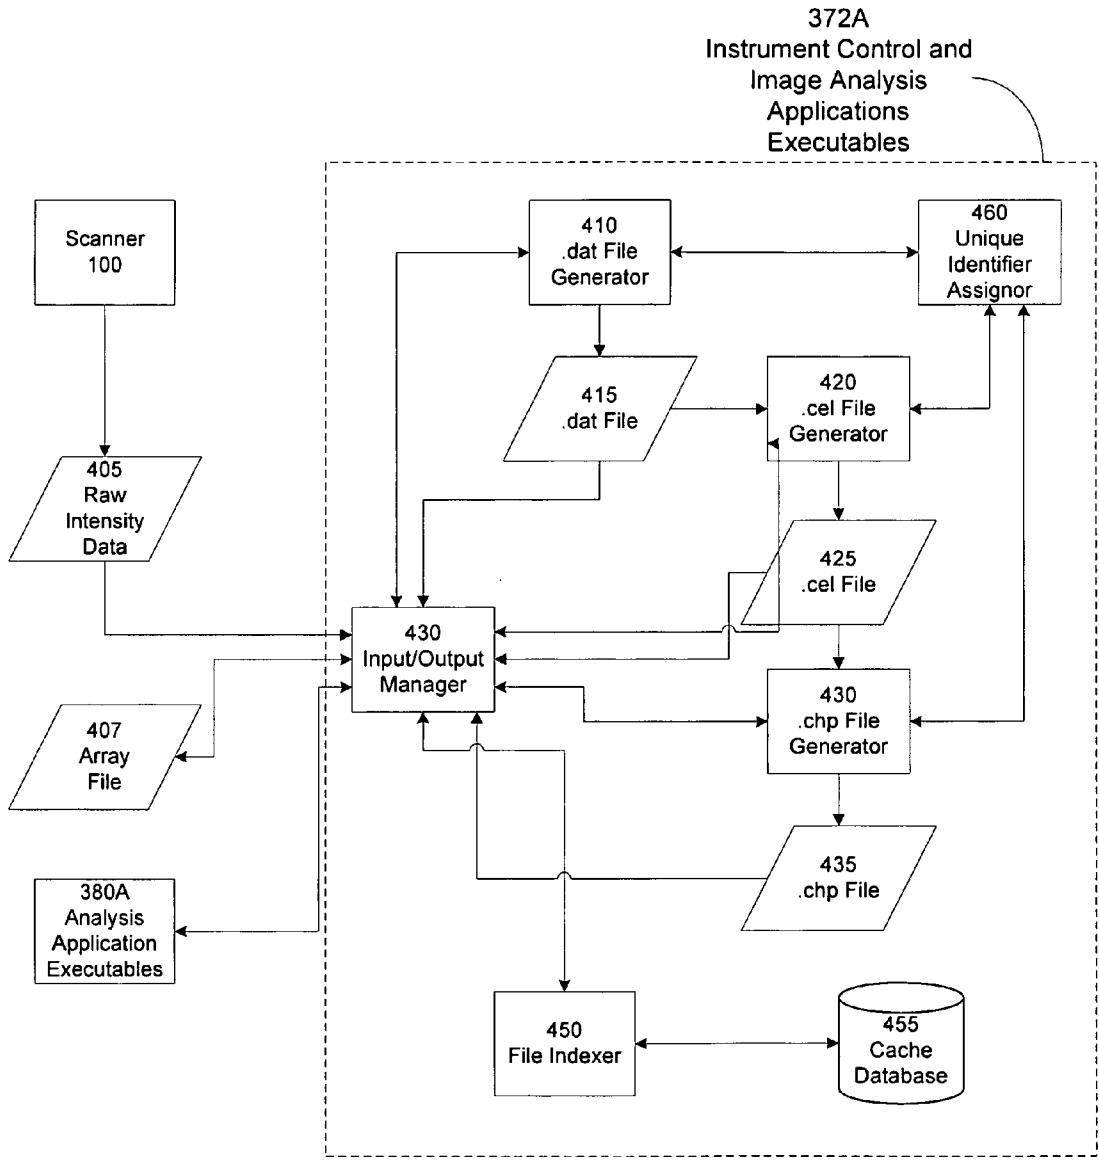 372A
Instrument Control and
Image Analysis
Applications
Executables
Scanner
100
410
.dat File
Generator
460
Unique
Identifier
Assignor
415
.dat File
420
.cel File
Generator
405
Raw
Intensity
Data
425
.cel File
430
Input/Output
Manager
430
.chp File
Generator
407
Array
File
435
.chp File
380A
Analysis
Application
Executables
450
File Indexer
455
Cache
Database